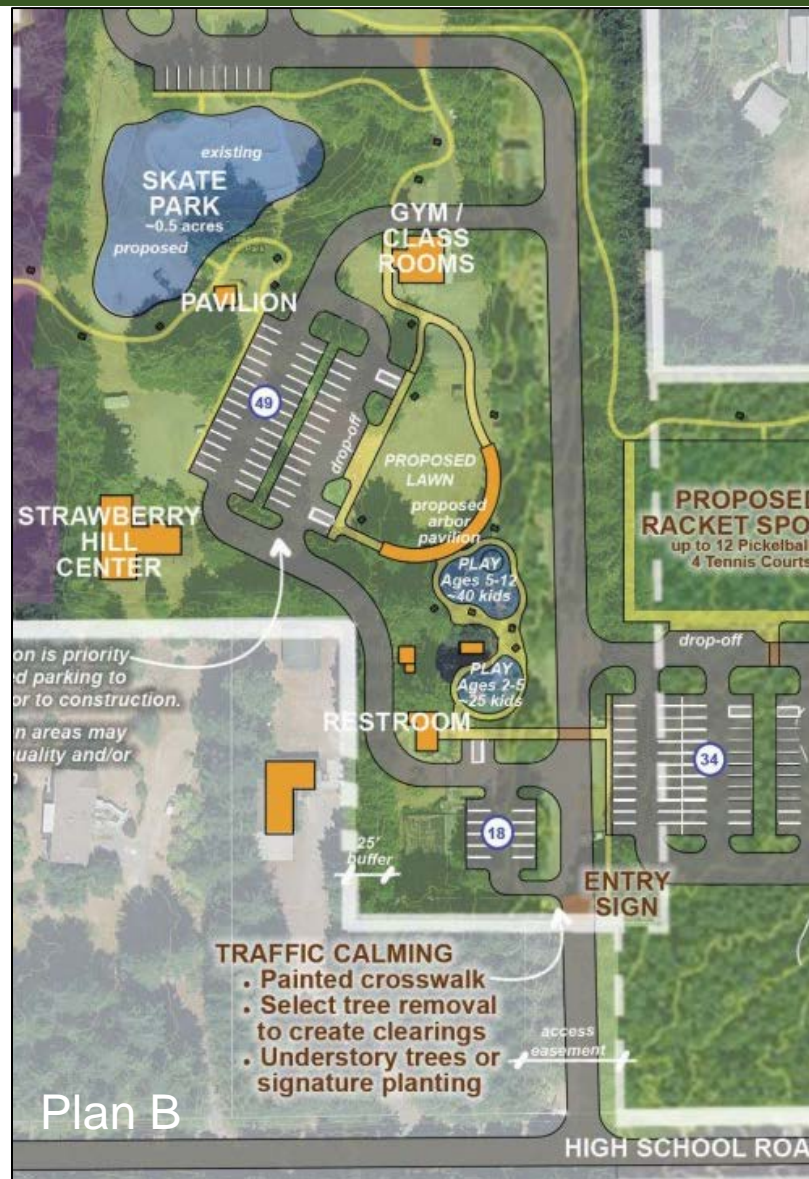 existing
SKATE
PARK
~0.5 acres
proposed
GYM /
CLASS
ROOMS
PAVILION
49
drop-off
PROPOSED
LAWN
proposed
arbor
pavilion
STRAWBERRY
HILL
CENTER
PLAY
Ages 5-12
~40 kids
PROPOSE
RACKET SPO
up to 12 Pickelbal
4 Tennis Courts
drop-off
on is priority
ed parking to
or to construction.
n areas may
uality and/or
PLAY
Ages 2-5
~25 kids
RESTROOM
34
18
25'
buffer
ENTRY
SIGN
TRAFFIC CALMING
• Painted crosswalk
• Select tree removal
to create clearings
• Understory trees or
signature planting
access
easement
Plan B
HIGH SCHOOL ROA